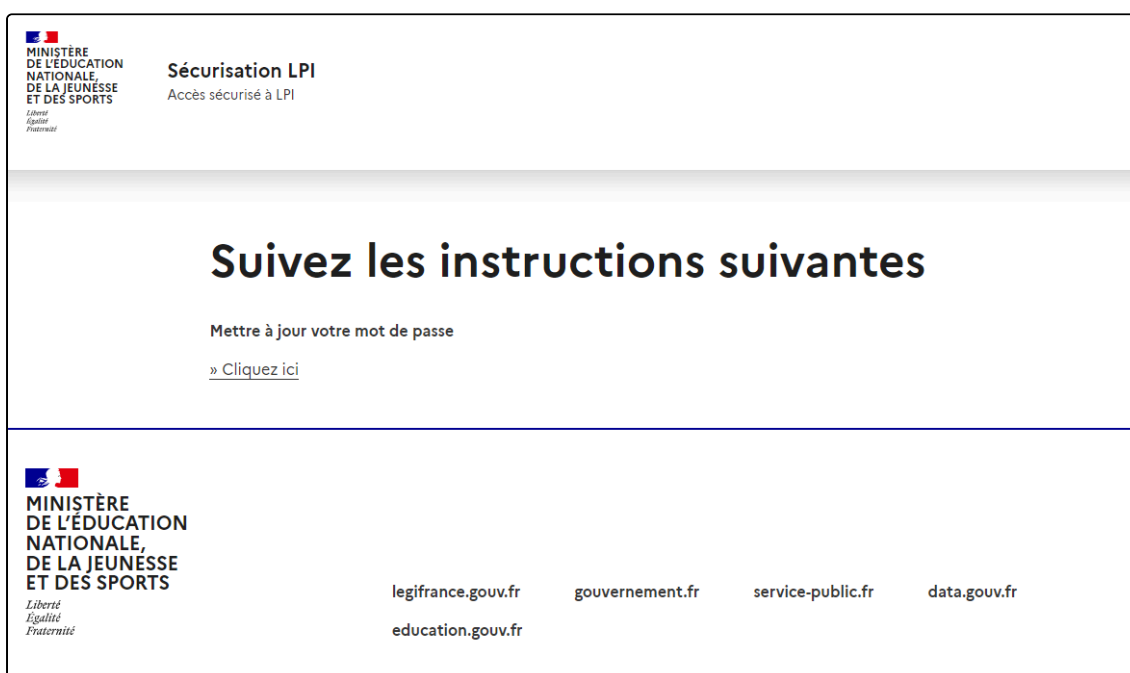 MINISTÈRE
DE L'ÉDUCATION
NATIONALE,
DE LA JEUNESSE
ET DES SPORTS
Liberté
Égalité
Fraternité
Sécurisation LPI
Accès sécurisé à LPI
Suivez les instructions suivantes
Mettre à jour votre mot de passe
» Cliquez ici
MINISTÈRE
DE L'ÉDUCATION
NATIONALE,
DE LA JEUNESSE
ET DES SPORTS
Liberté
Égalité
Fraternité
legifrance.gouv.fr gouvernement.fr service-public.fr data.gouv.fr
education.gouv.fr